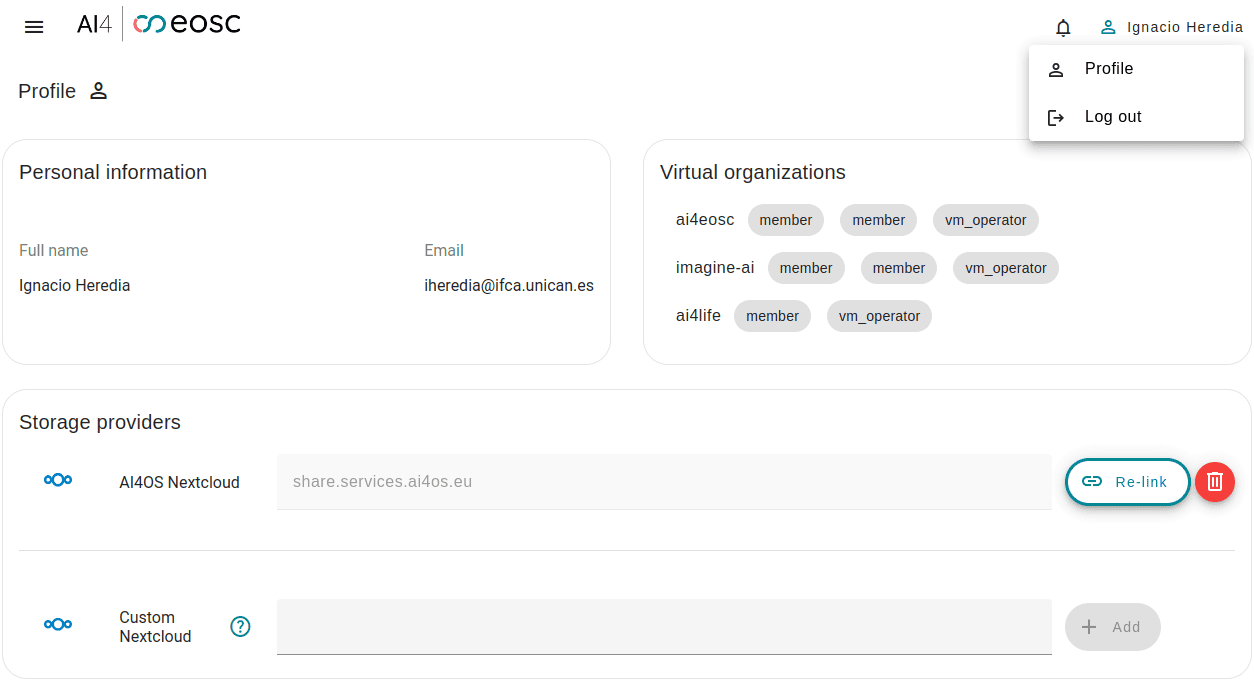 AI4 eosc
Ignacio Heredia
Profile
Log out
Profile
Personal information
Full name
Email
Ignacio Heredia
iheredia@ifca.unican.es
Virtual organizations
ai4eosc member member vm_operator
imagine-ai member member vm_operator
ai4life member vm_operator
Storage providers
AI4OS Nextcloud share.services.ai4os.eu Re-link
Custom
Nextcloud
?
Add